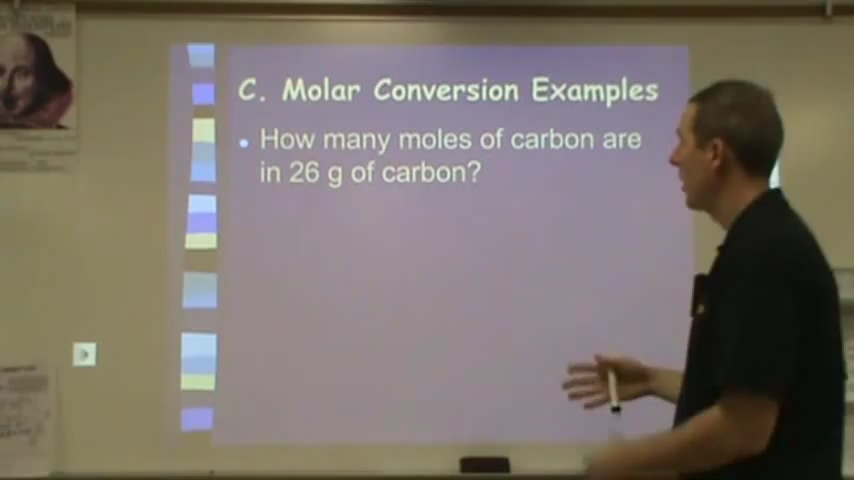 C. Molar Conversion Examples
• How many moles of carbon are
in 26 g of carbon?